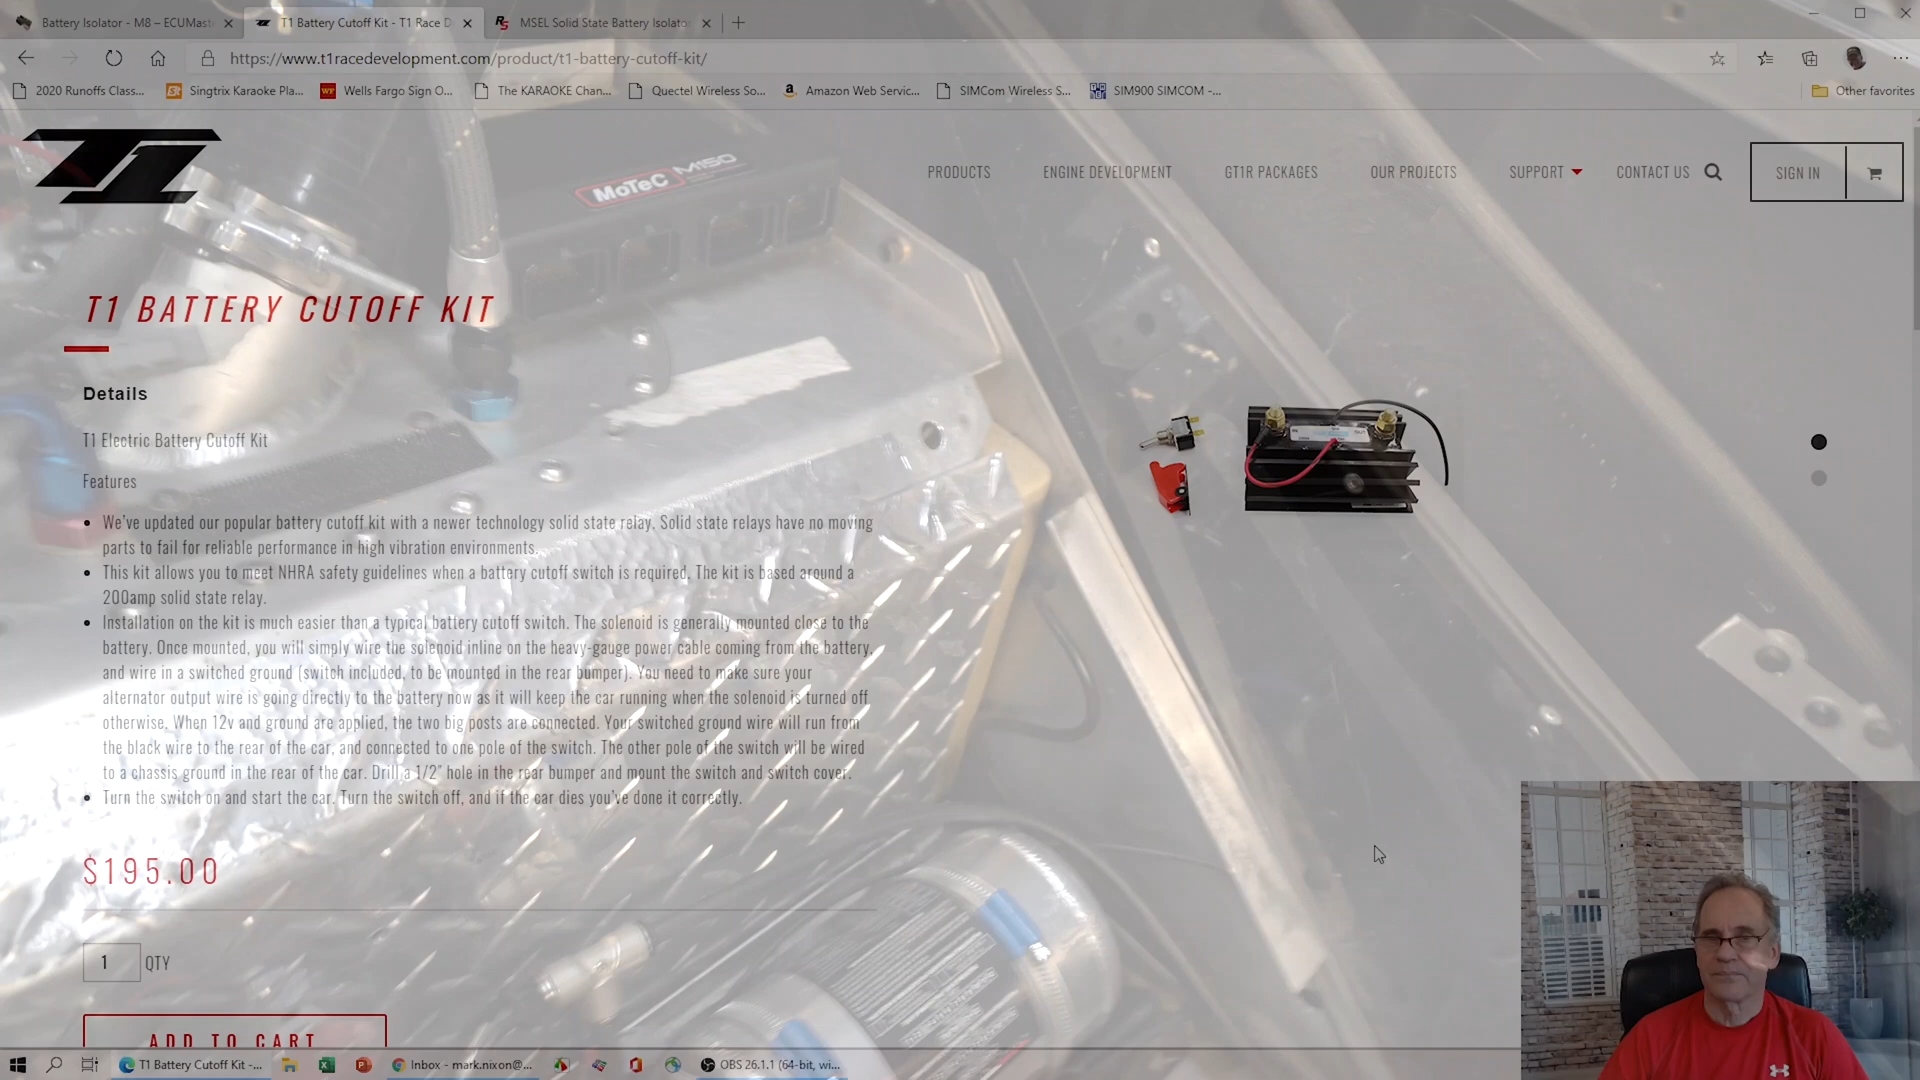 Battery Isolator - M8 – ECUMast
T1 Battery Cutoff Kit - T1 Race De
MSEL Solid State Battery Isolator
https://www.t1racedevelopment.com/product/t1-battery-cutoff-kit/
2020 Runoffs Class...
Singtrix Karaoke Pla...
Wells Fargo Sign O...
The KARAOKE Chan...
Quectel Wireless So...
Amazon Web Servic...
SIMCom Wireless S...
SIM900 SIMCOM -...
Other favorites
T1
MoTeC M150
PRODUCTS
ENGINE DEVELOPMENT
GT1R PACKAGES
OUR PROJECTS
SUPPORT
CONTACT US
SIGN IN
T1 BATTERY CUTOFF KIT
Details
T1 Electric Battery Cutoff Kit
Features
We've updated our popular battery cutoff kit with a newer technology solid state relay. Solid state relays have no moving
parts to fail for reliable performance in high vibration environments.
This kit allows you to meet NHRA safety guidelines when a battery cutoff switch is required. The kit is based around a
200amp solid state relay.
Installation on the kit is much easier than a typical battery cutoff switch. The solenoid is generally mounted close to the
battery. Once mounted, you will simply wire the solenoid inline on the heavy-gauge power cable coming from the battery,
and wire in a switched ground (switch included, to be mounted in the rear bumper). You need to make sure your
alternator output wire is going directly to the battery now as it will keep the car running when the solenoid is turned off
otherwise. When 12v and ground are applied, the two big posts are connected. Your switched ground wire will run from
the black wire to the rear of the car, and connected to one pole of the switch. The other pole of the switch will be wired
to a chassis ground in the rear of the car. Drill a 1/2" hole in the rear bumper and mount the switch and switch cover.
Turn the switch on and start the car. Turn the switch off, and if the car dies you've done it correctly.
$195.00
1 QTY
ADD TO CART
T1 Battery Cutoff Kit -...
Inbox - mark.nixon@...
OBS 26.1.1 (64-bit, wi...